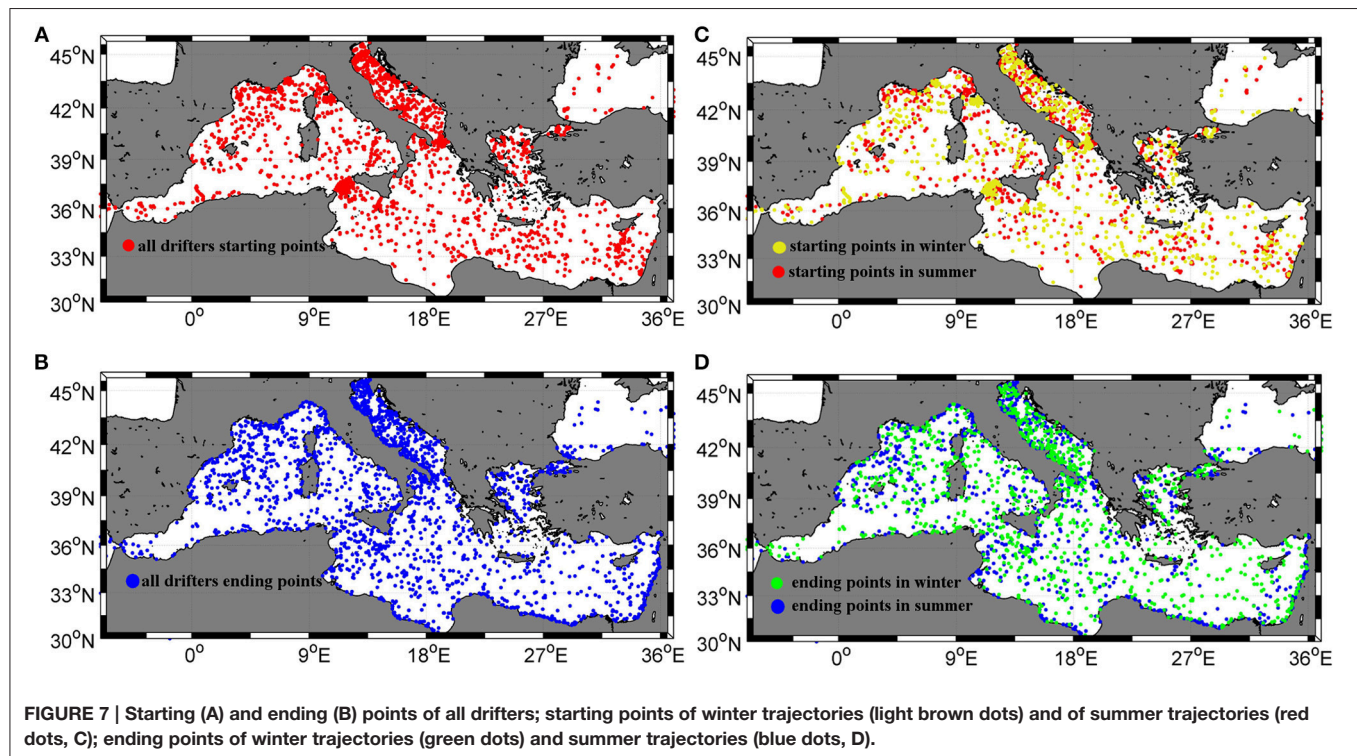 A
45°N
42°N
39°N
36°N
33°N
30°N
0°
9°E
18°E
27°E
36°E
all drifters starting points
B
45°N
42°N
39°N
36°N
33°N
30°N
0°
9°E
18°E
27°E
36°E
all drifters ending points
C
45°N
42°N
39°N
36°N
33°N
30°N
0°
9°E
18°E
27°E
36°E
starting points in winter
starting points in summer
D
45°N
42°N
39°N
36°N
33°N
30°N
0°
9°E
18°E
27°E
36°E
ending points in winter
ending points in summer
FIGURE 7 | Starting (A) and ending (B) points of all drifters; starting points of winter trajectories (light brown dots) and of summer trajectories (red
dots, C); ending points of winter trajectories (green dots) and summer trajectories (blue dots, D).